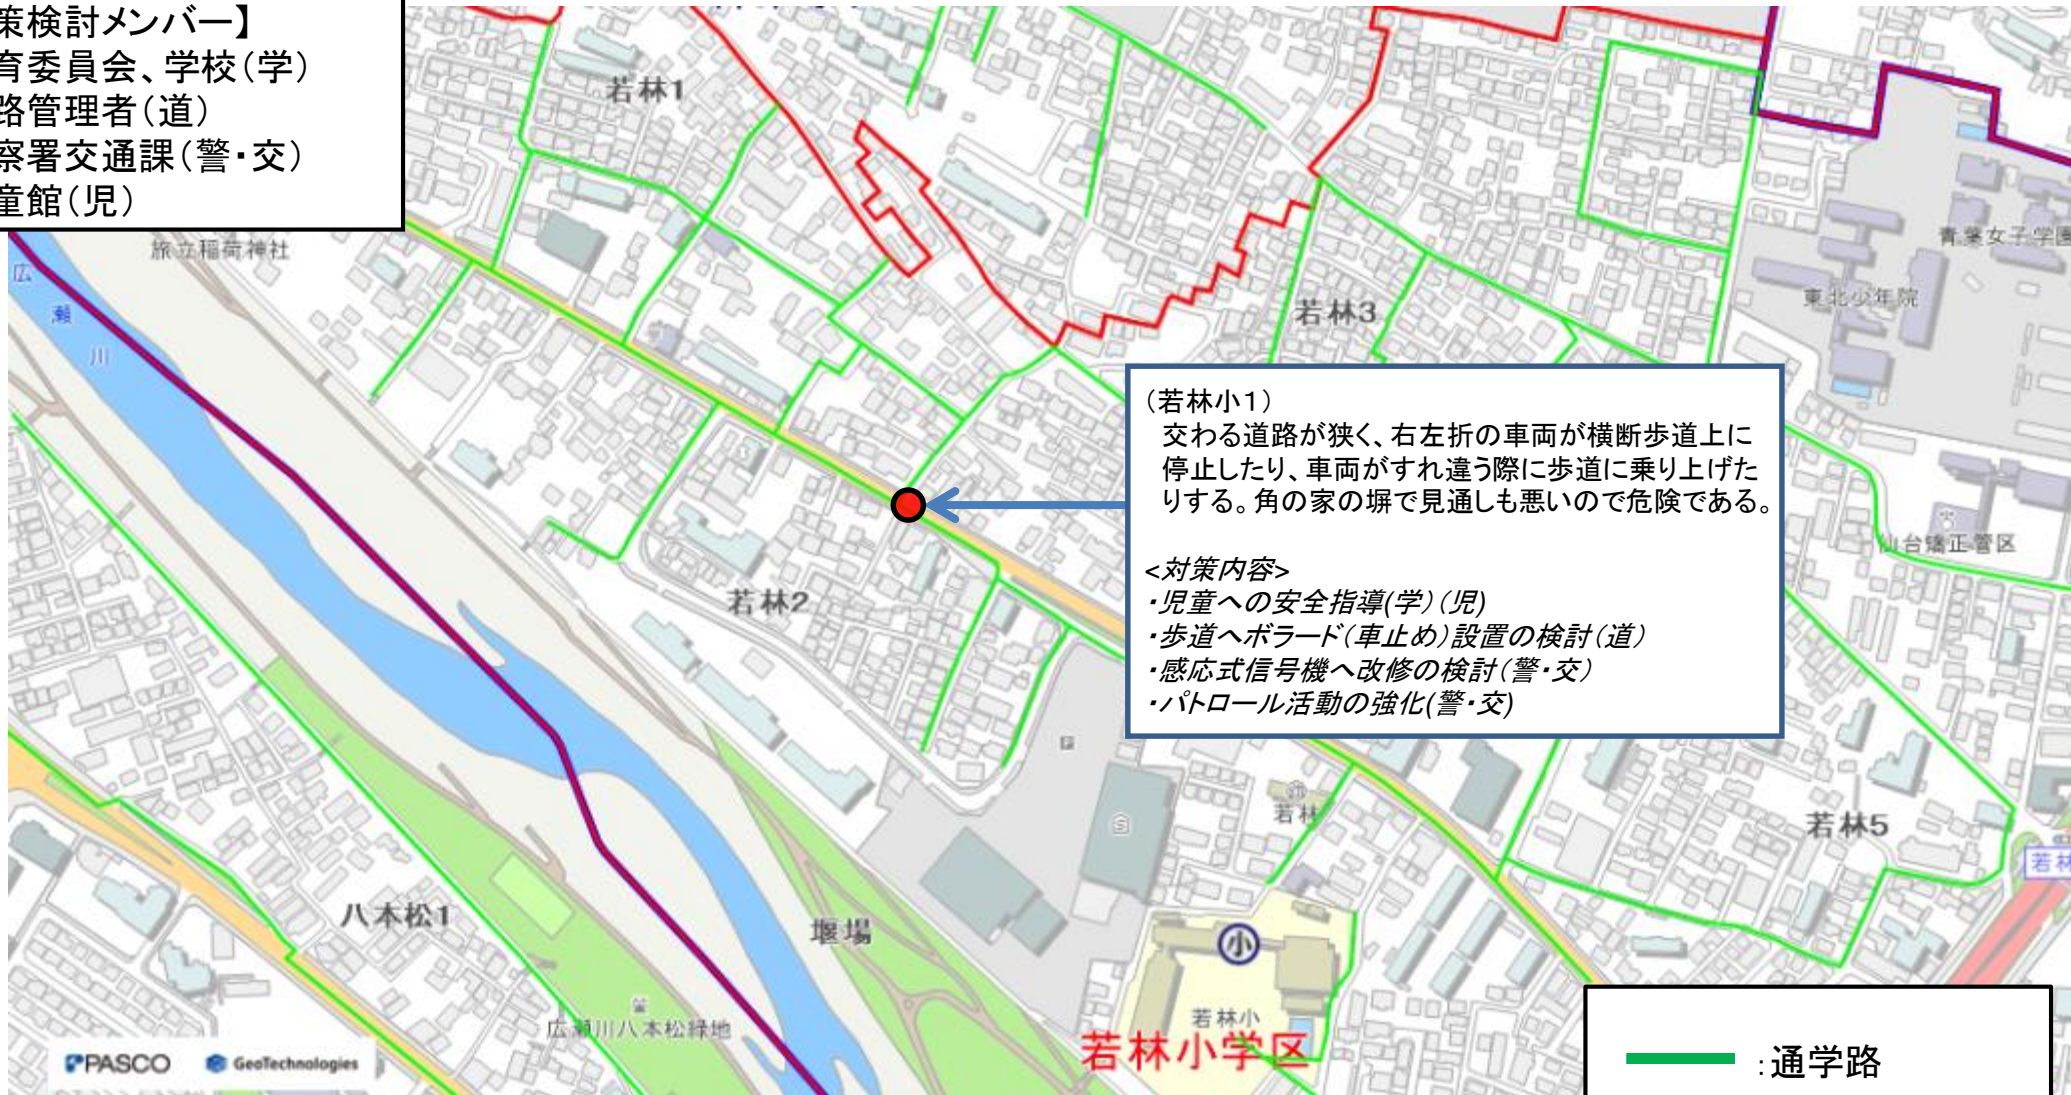 策検討メンバー】
育委員会、学校(学)
路管理者(道)
察署交通課(警・交)
童館(児)
若林1
旅立稲荷神社
広
瀬
川
青葉女子学園
東北少年院
若林3
(若林小1)
交わる道路が狭く、右左折の車両が横断歩道上に
停止したり、車両がすれ違う際に歩道に乗り上げた
りする。角の家の塀で見通しも悪いので危険である。
<対策内容>
・児童への安全指導(学)(児)
・歩道へボラード(車止め)設置の検討(道)
・感応式信号機へ改修の検討(警・交)
・パトロール活動の強化(警・交)
仙台矯正管区
若林2
P
S
若林
若林5
若林
八本松1
堰場
小
若林小
広瀬川八本松緑地
若林小学区
PASCO GeoTechnologies
:通学路